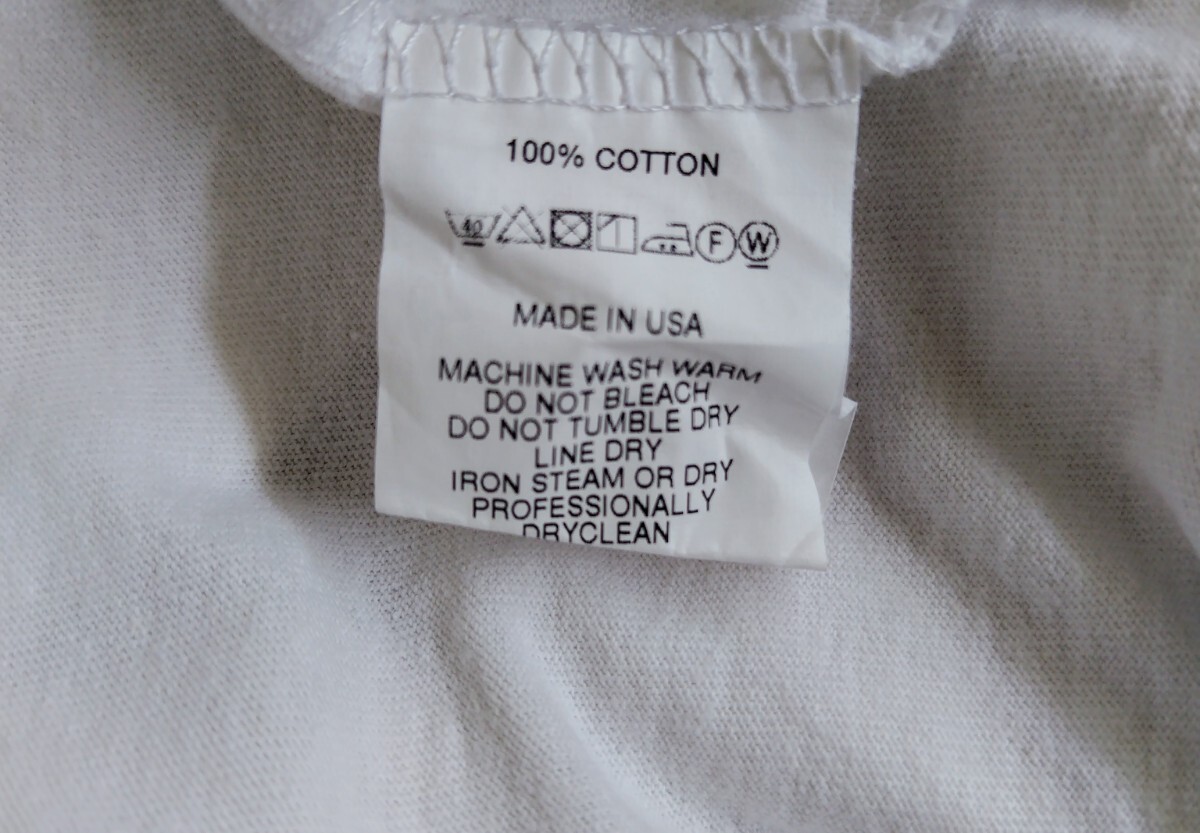 100% COTTON
40 F W
MADE IN USA
MACHINE WASH WARM
DO NOT BLEACH
DO NOT TUMBLE DRY
LINE DRY
IRON STEAM OR DRY
PROFESSIONALLY
DRYCLEAN